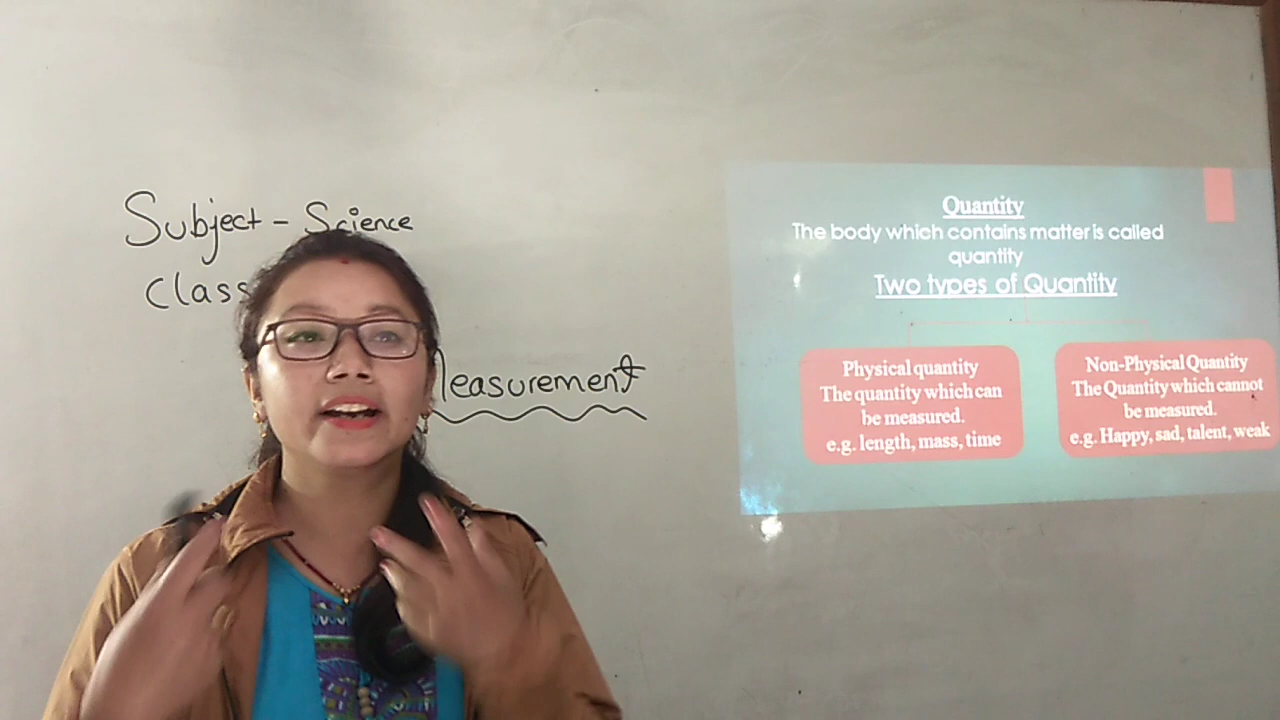 Subject - Science
Class
Measurement
Quantity
The body which contains matter is called
quantity
Two types of Quantity
Physical quantity
The quantity which can
be measured.
e.g. length, mass, time
Non-Physical Quantity
The Quantity which cannot
be measured.
e.g. Happy, sad, talent, weak